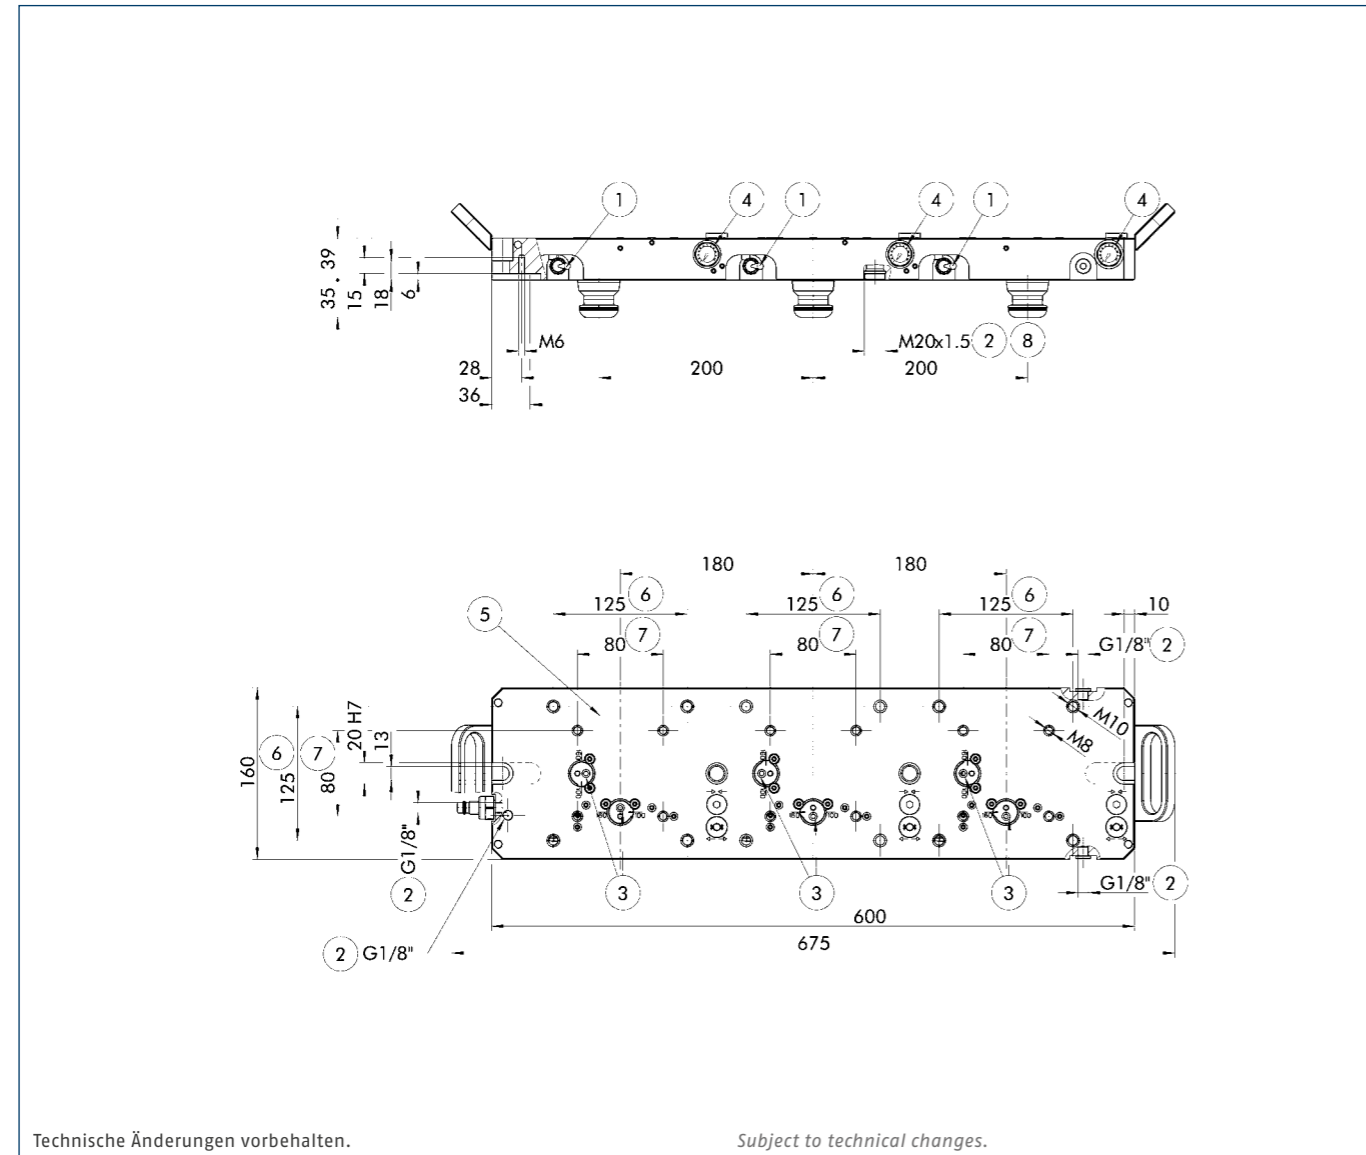 1 4 1 4 1 4
39
35
15
18
6
M6
M20x1.5 2 8
28
200 200
36
180 180
125 6 125 6 125 6 10
5
80 7 80 7 80 7 G1/8" 2
160
6
125
7
80
20 H7
13
M10
M8
G1/8"
2
3 3 3
G1/8" 2
600
2 G1/8"
675
Technische Änderungen vorbehalten.
Subject to technical changes.